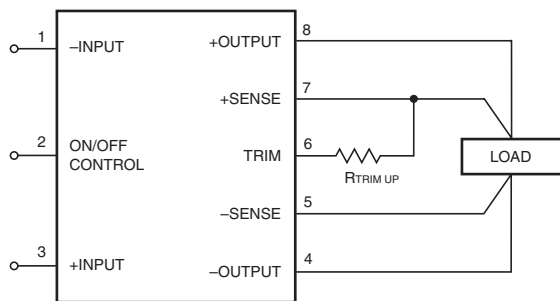 1 –INPUT +OUTPUT 8
+SENSE 7
2 ON/OFF CONTROL TRIM 6
RTRIM UP
LOAD
–SENSE 5
3 +INPUT –OUTPUT 4